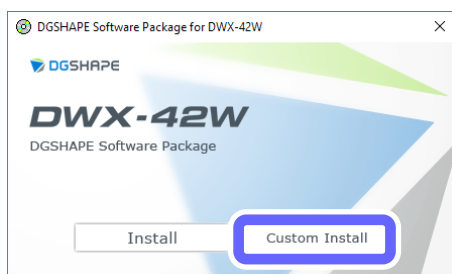 DGSHAPE Software Package for DWX-42W
DGSHAPE
DWX-42W
DGSHAPE Software Package
Install
Custom Install